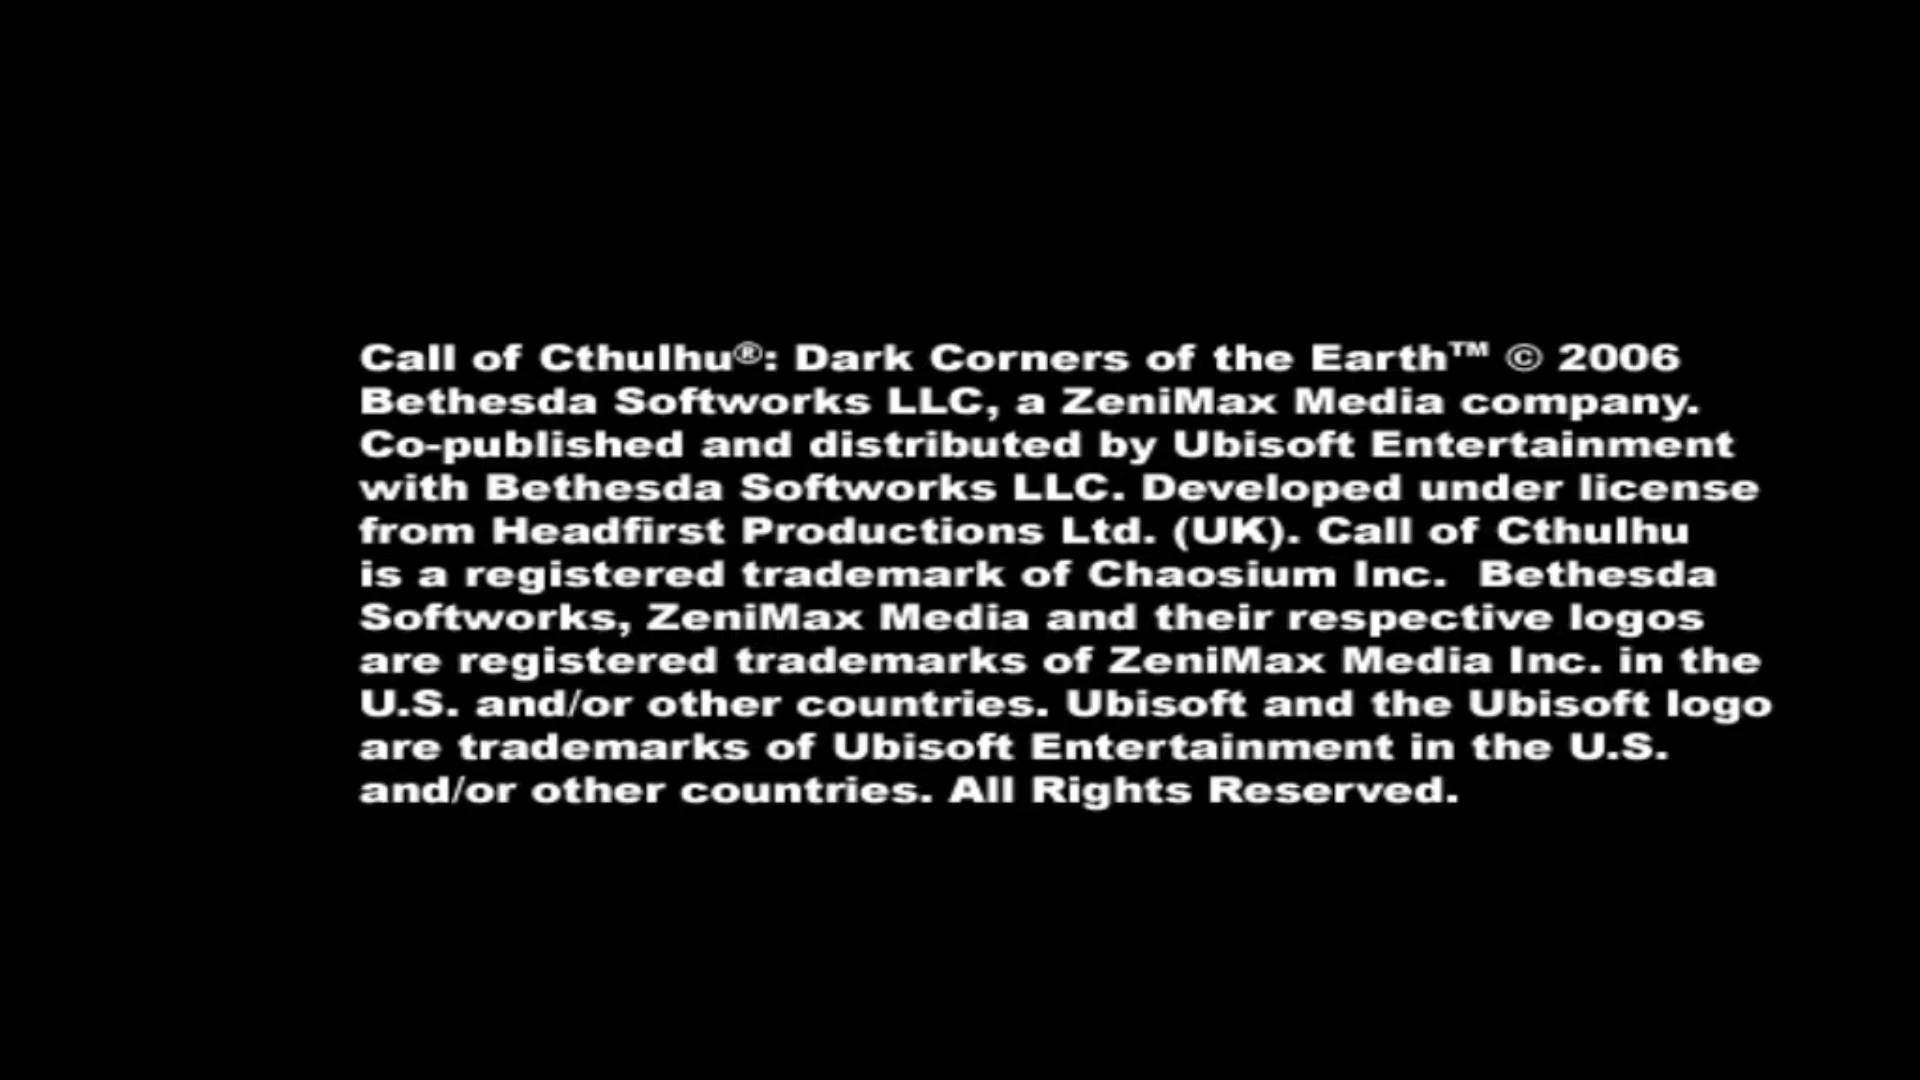 Call of Cthulhu®: Dark Corners of the Earth™ © 2006
Bethesda Softworks LLC, a ZeniMax Media company.
Co-published and distributed by Ubisoft Entertainment
with Bethesda Softworks LLC. Developed under license
from Headfirst Productions Ltd. (UK). Call of Cthulhu
is a registered trademark of Chaosium Inc.  Bethesda
Softworks, ZeniMax Media and their respective logos
are registered trademarks of ZeniMax Media Inc. in the
U.S. and/or other countries. Ubisoft and the Ubisoft logo
are trademarks of Ubisoft Entertainment in the U.S.
and/or other countries. All Rights Reserved.